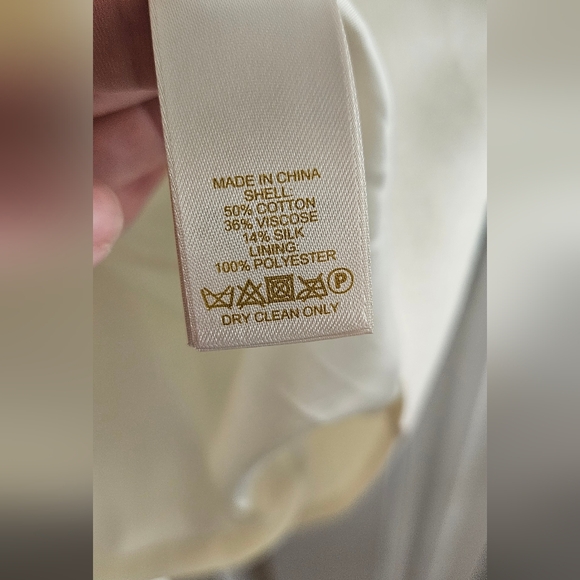 MADE IN CHINA
SHELL:
50% COTTON
36% VISCOSE
14% SILK
LINING:
100% POLYESTER
P
DRY CLEAN ONLY